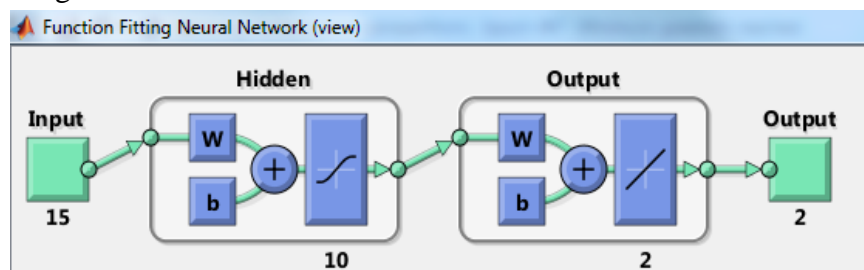 Function Fitting Neural Network (view)
Hidden Output
Input Output
W W
+ +
b b
15 2
10 2